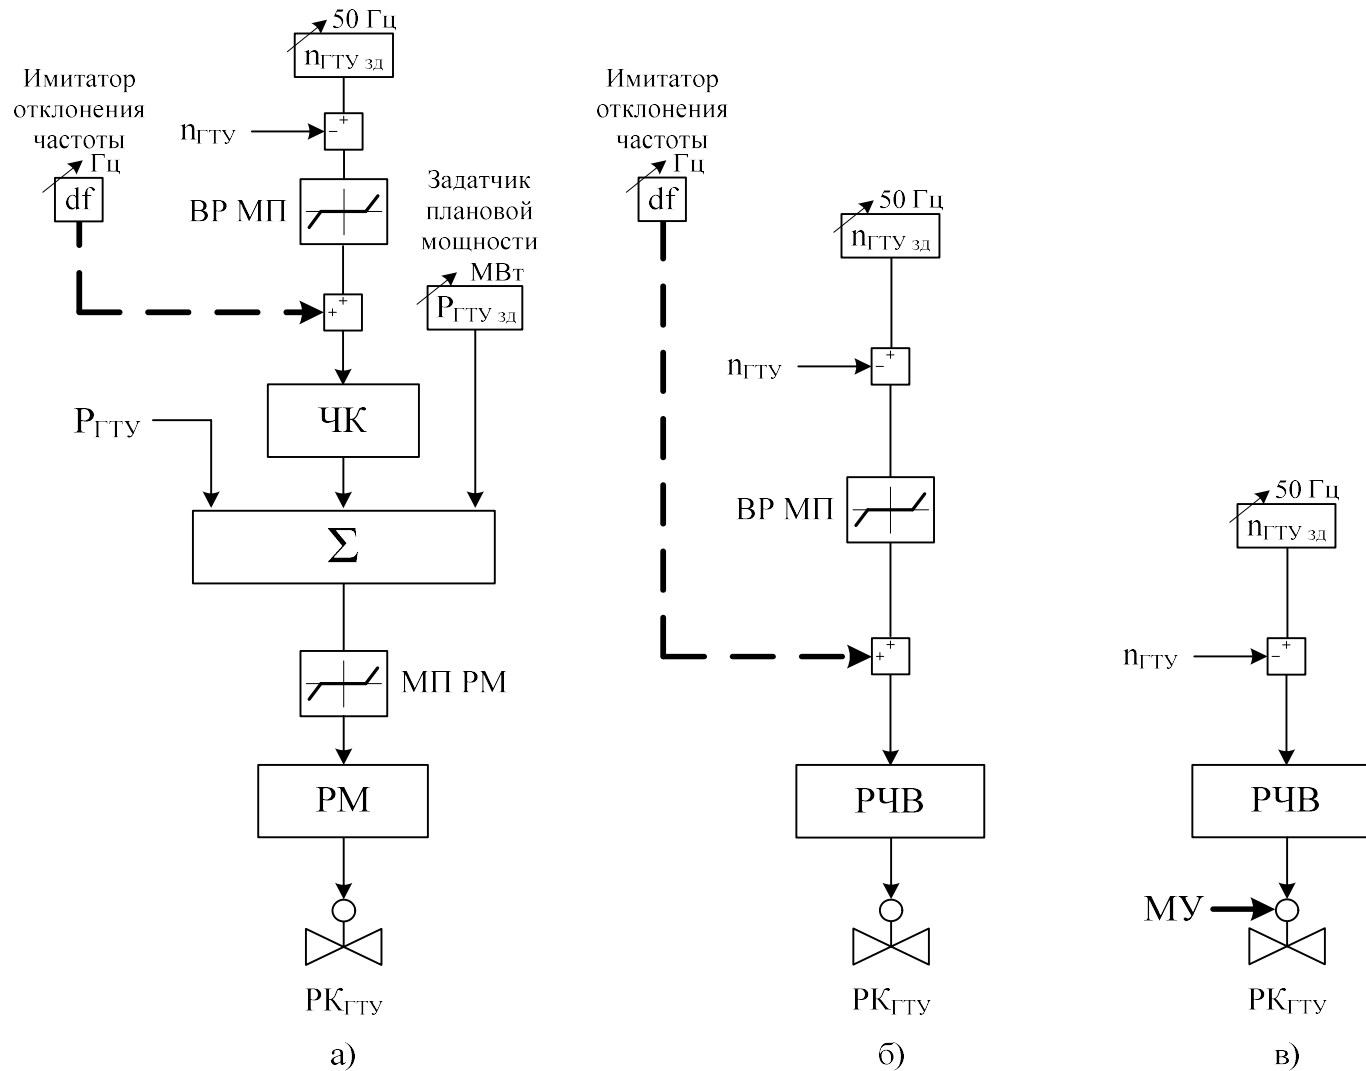 50 Гц
nГТУ зд
Имитатор
отклонения
частоты
Гц
df
+
nГТУ
−
ВР МП
Задатчик
плановой
мощности
МВт
PГТУ зд
+
+
ЧК
PГТУ
Σ
МП РМ
РМ
РКГТУ
а)
Имитатор
отклонения
частоты
Гц
df
50 Гц
nГТУ зд
+
nГТУ
−
ВР МП
+
+
РЧВ
РКГТУ
б)
50 Гц
nГТУ зд
+
nГТУ
−
РЧВ
МУ
РКГТУ
в)